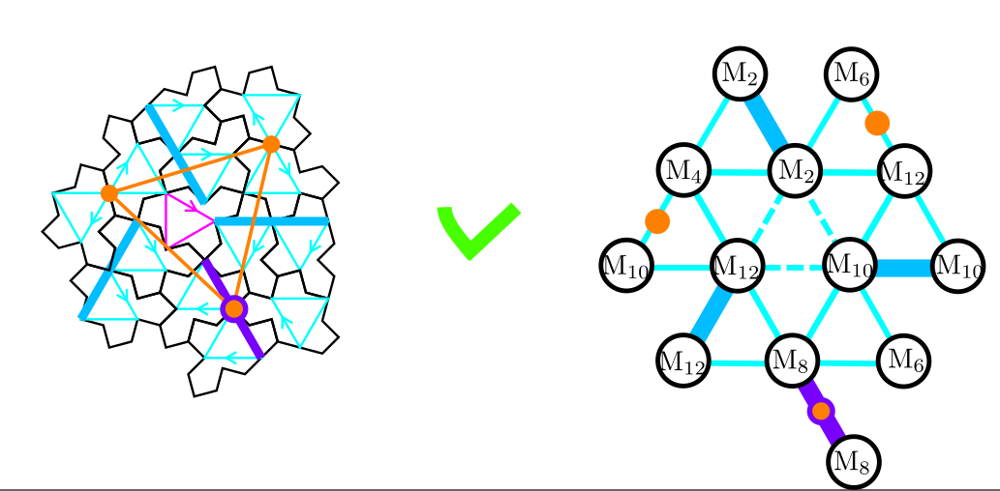 M₂ M₆
M₄ M₂ M₁₂
M₁₀ M₁₂ M₁₀ M₁₀
M₁₂ M₈ M₆
M₈